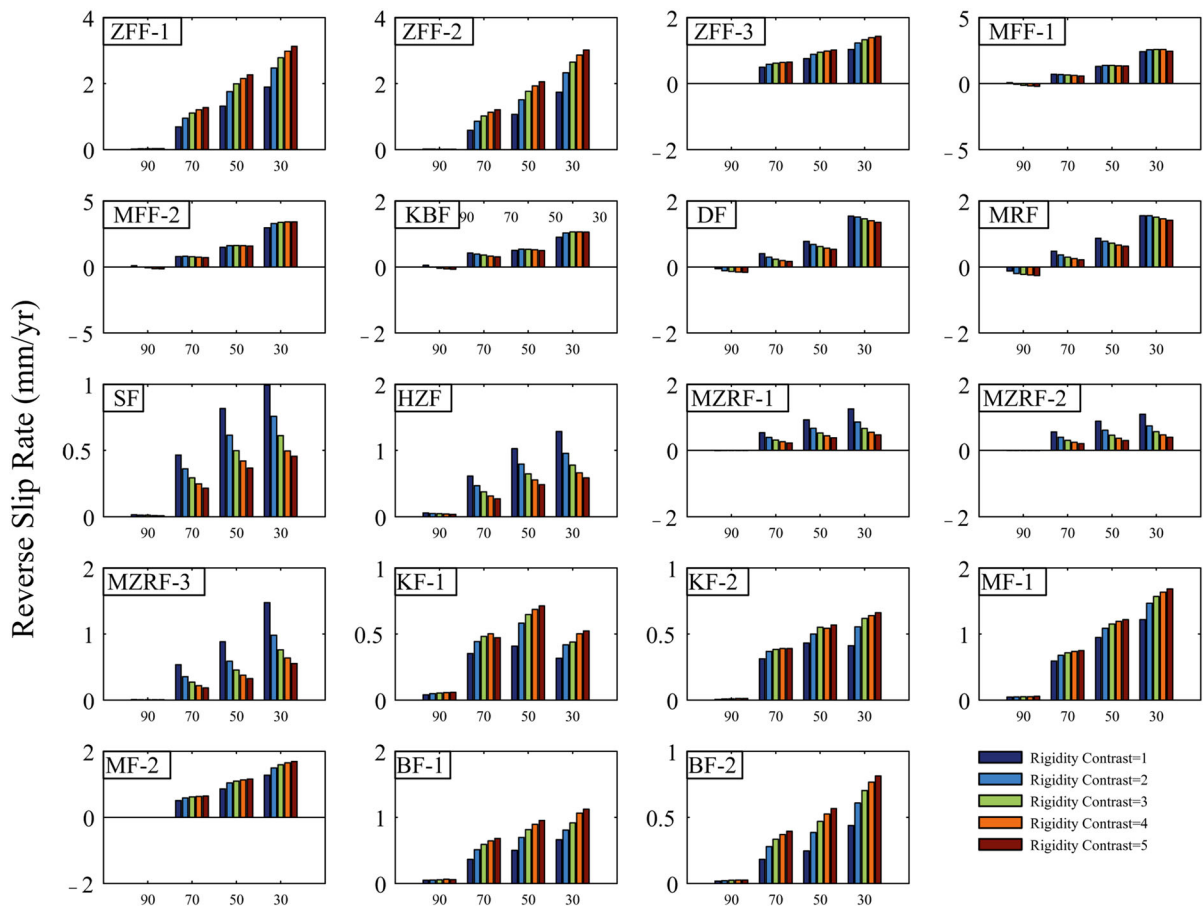 Reverse Slip Rate (mm/yr)
ZFF-1
4
2
0
90 70 50 30
ZFF-2
4
2
0
90 70 50 30
ZFF-3
2
0
- 2
90 70 50 30
MFF-1
5
0
- 5
90 70 50 30
MFF-2
5
0
- 5
90 70 50 30
KBF
90 70 50 30
2
0
- 2
90 70 50 30
DF
2
0
- 2
90 70 50 30
MRF
2
0
- 2
90 70 50 30
SF
1
0.5
0
90 70 50 30
HZF
2
1
0
90 70 50 30
MZRF-1
2
0
- 2
90 70 50 30
MZRF-2
2
0
- 2
90 70 50 30
MZRF-3
2
1
0
90 70 50 30
KF-1
1
0.5
0
90 70 50 30
KF-2
1
0.5
0
90 70 50 30
MF-1
2
1
0
90 70 50 30
MF-2
2
0
- 2
90 70 50 30
BF-1
2
1
0
90 70 50 30
BF-2
1
0.5
0
90 70 50 30
Rigidity Contrast=1
Rigidity Contrast=2
Rigidity Contrast=3
Rigidity Contrast=4
Rigidity Contrast=5